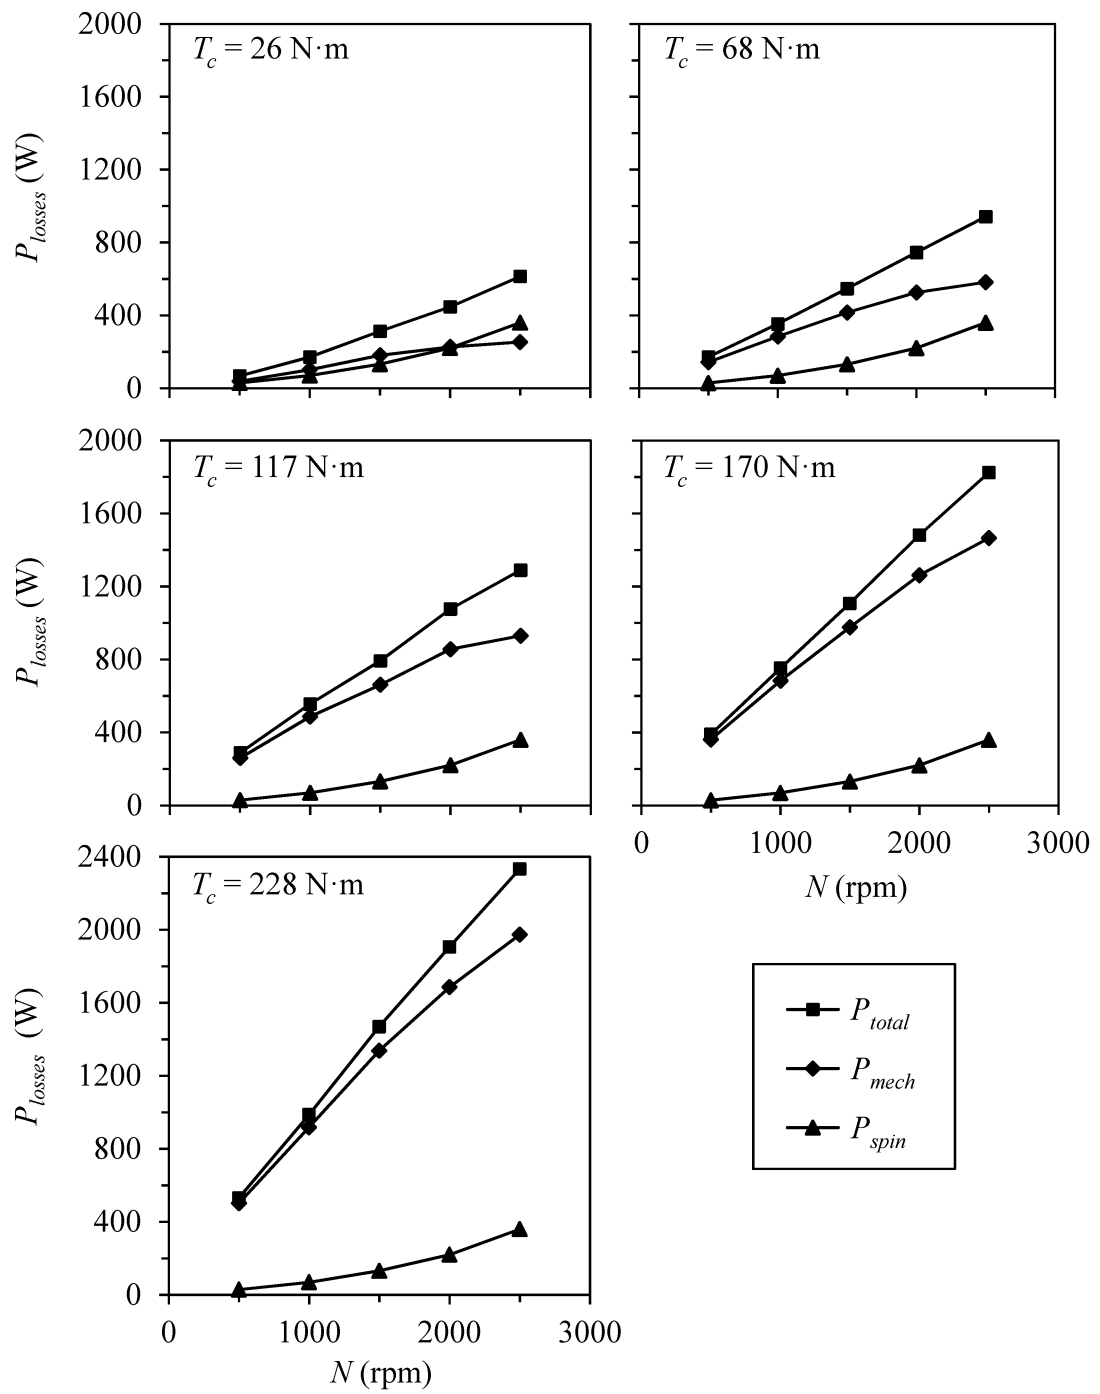 T_c = 26 N·m
2000
1600
1200
800
400
0
P_losses (W)
T_c = 68 N·m
T_c = 117 N·m
2000
1600
1200
800
400
0
P_losses (W)
T_c = 170 N·m
0 1000 2000 3000
N (rpm)
T_c = 228 N·m
2400
2000
1600
1200
800
400
0
P_losses (W)
0 1000 2000 3000
N (rpm)
P_total
P_mech
P_spin